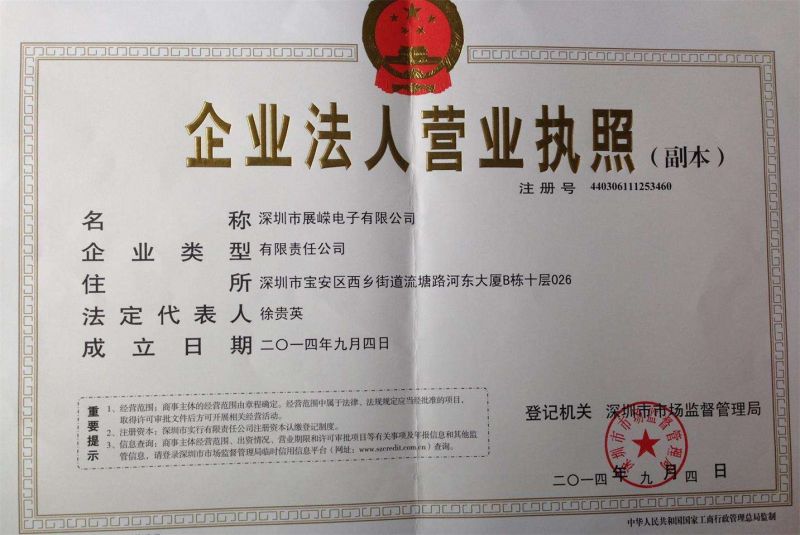 企业法人营业执照（副本）
注册号 440306111253460
名称 深圳市展嵘电子有限公司
企业类型 有限责任公司
住所 深圳市宝安区西乡街道流塘路河东大厦B栋十层026
法定代表人 徐贵英
成立日期 二〇一四年九月四日
重要提示
1、经营范围：商事主体的经营范围由章程确定。经营范围中属于法律、法规规定应当经批准的项目，
取得许可审批文件后方可开展相关经营活动。
2、注册资本：深圳市实行有限责任公司注册资本认缴登记制度。
3、信息查询：商事主体经营范围、出资情况、营业期限和许可审批项目等有关事项及年报信息和其他监
管信息，请登录深圳市市场监督管理局临时信用信息平台（网址：www.szcredit.com.cn）查询。
登记机关 深圳市市场监督管理局
深圳市市场监督管理局
二〇一四年九月四日
中华人民共和国国家工商行政管理总局监制